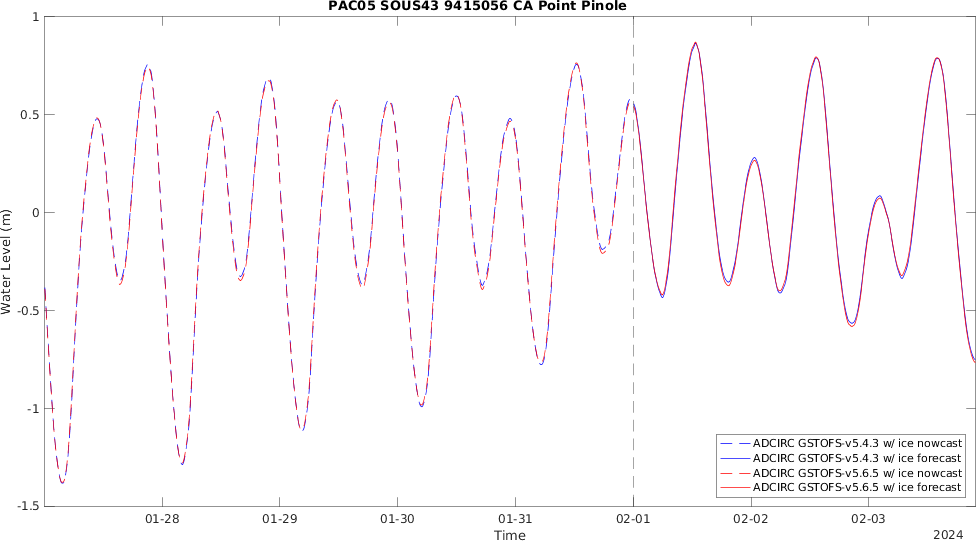 PAC05 SOUS43 9415056 CA Point Pinole
Water Level (m)
1
0.5
0
-0.5
-1
-1.5
01-28
01-29
01-30
01-31
02-01
02-02
02-03
Time
2024
ADCIRC GSTOFS-v5.4.3 w/ ice nowcast
ADCIRC GSTOFS-v5.4.3 w/ ice forecast
ADCIRC GSTOFS-v5.6.5 w/ ice nowcast
ADCIRC GSTOFS-v5.6.5 w/ ice forecast